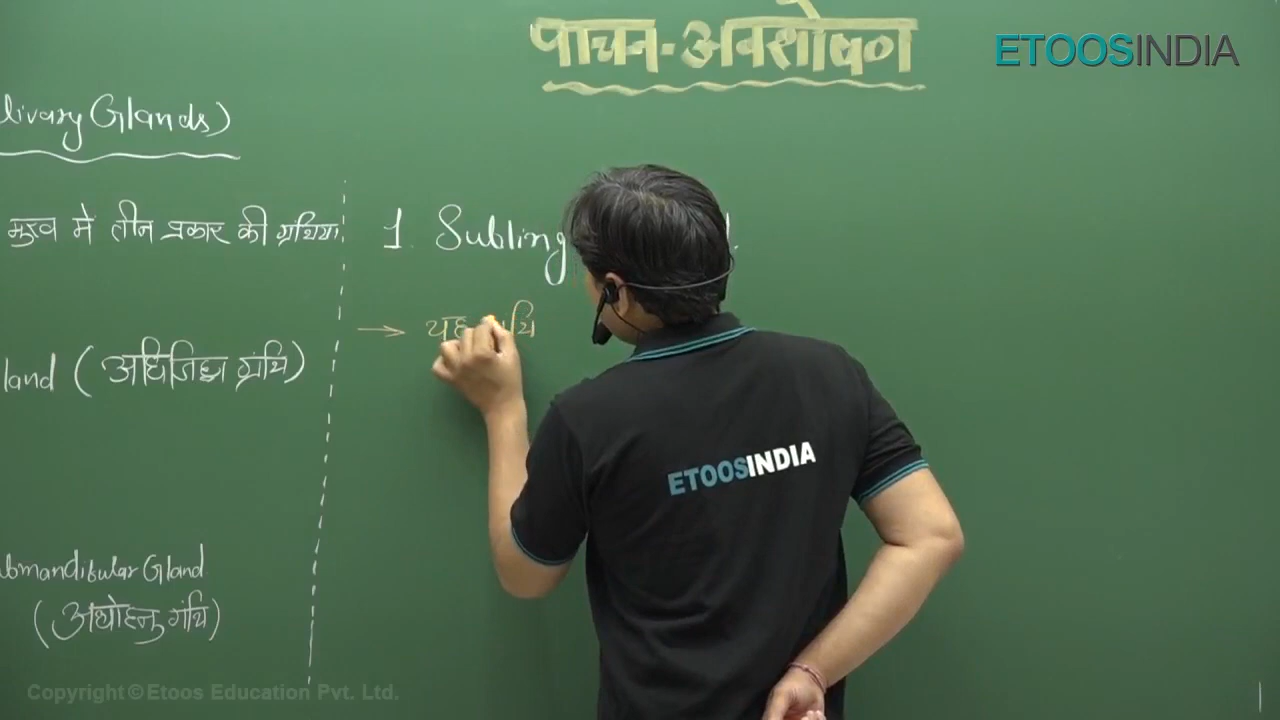 पाचन-अवशोषण
ETOOSINDIA
livary Glands)
मुख मे तीन प्रकार की ग्रंथियां
land (अधिजिह्वा ग्रंथि)
bmandibular Gland
(अधोहनु ग्रंथि)
1. Subling
→ यह ग्रंथि
ETOOSINDIA
Copyright © Etoos Education Pvt. Ltd.